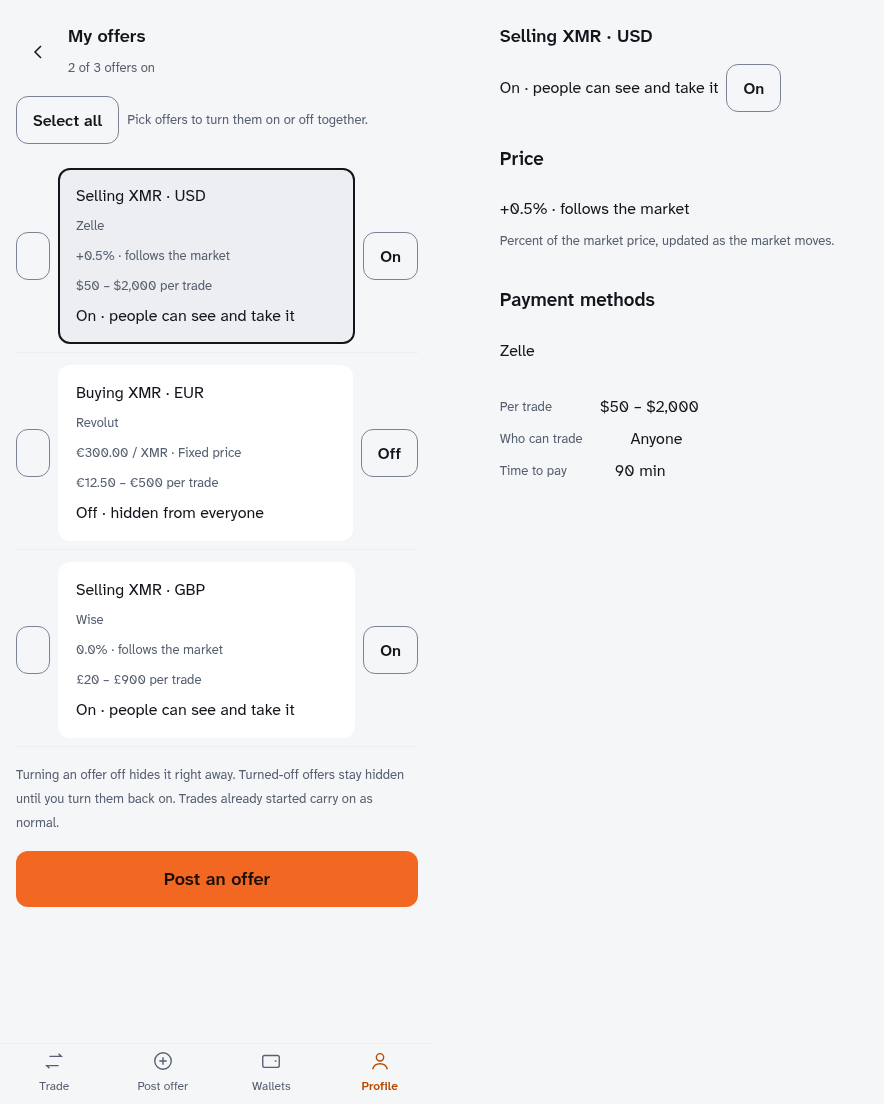 My offers
2 of 3 offers on
Select all
Pick offers to turn them on or off together.
Selling XMR · USD
Zelle
+0.5% · follows the market
$50 – $2,000 per trade
On · people can see and take it
On
Buying XMR · EUR
Revolut
€300.00 / XMR · Fixed price
€12.50 – €500 per trade
Off · hidden from everyone
Off
Selling XMR · GBP
Wise
0.0% · follows the market
£20 – £900 per trade
On · people can see and take it
On
Turning an offer off hides it right away. Turned-off offers stay hidden
until you turn them back on. Trades already started carry on as
normal.
Post an offer
Trade
Post offer
Wallets
Profile
Selling XMR · USD
On · people can see and take it
On
Price
+0.5% · follows the market
Percent of the market price, updated as the market moves.
Payment methods
Zelle
Per trade $50 – $2,000
Who can trade Anyone
Time to pay 90 min